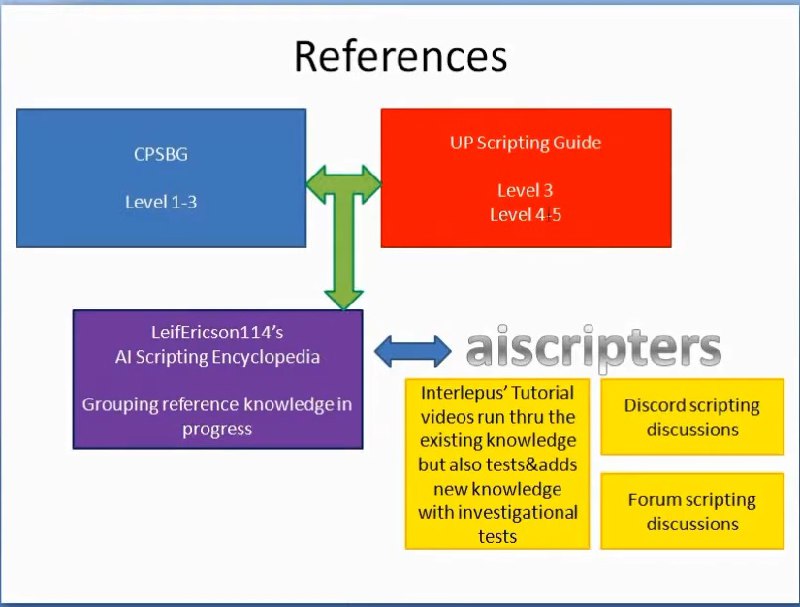 References
CPSBG
Level 1-3
UP Scripting Guide
Level 3
Level 4-5
LeifEricson114's
AI Scripting Encyclopedia
Grouping reference knowledge in
progress
aiscripters
Interlepus' Tutorial
videos run thru the
existing knowledge
but also tests&adds
new knowledge
with investigational
tests
Discord scripting
discussions
Forum scripting
discussions